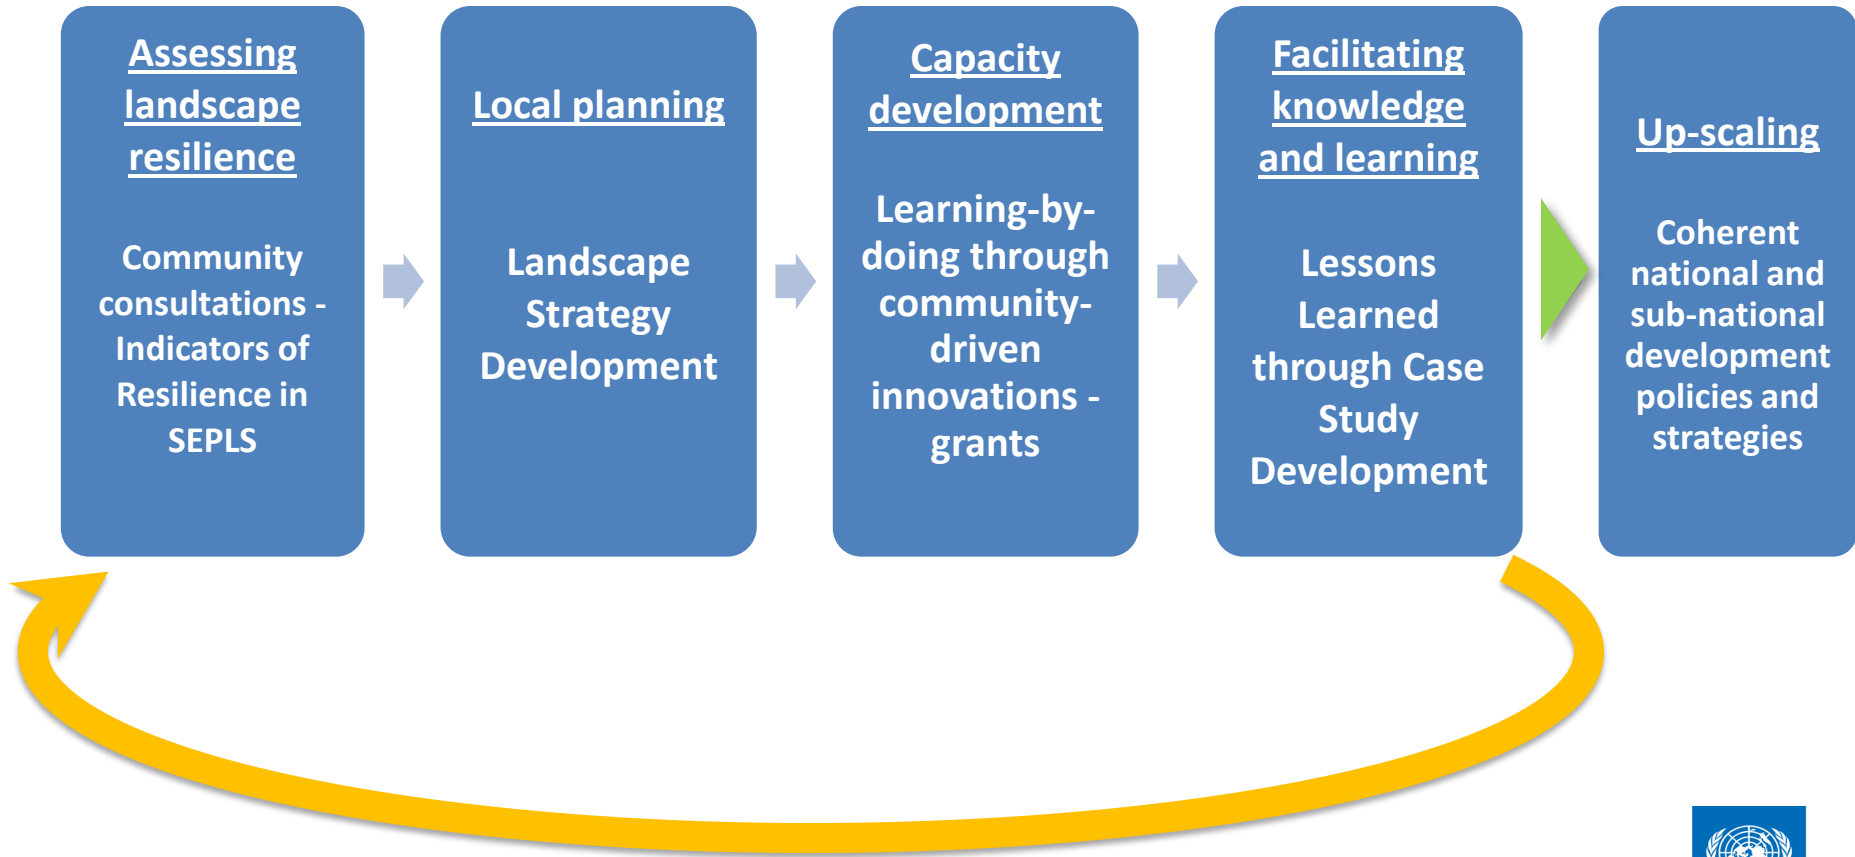 Assessing
landscape
resilience
Community
consultations -
Indicators of
Resilience in
SEPLS
Local planning
Landscape
Strategy
Development
Capacity
development
Learning-by-
doing through
community-
driven
innovations -
grants
Facilitating
knowledge
and learning
Lessons
Learned
through Case
Study
Development
Up-scaling
Coherent
national and
sub-national
development
policies and
strategies